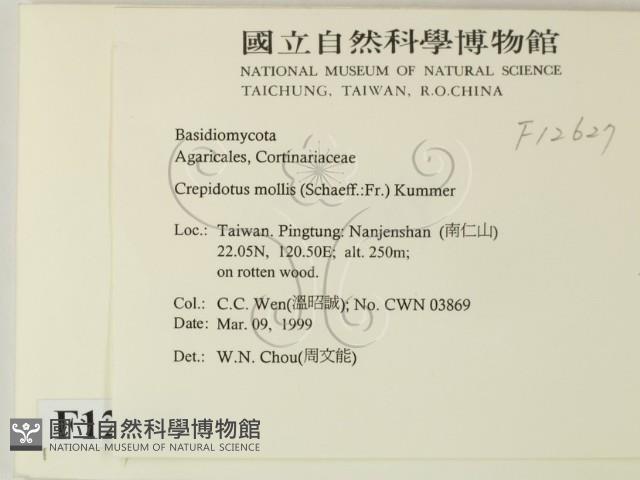 國立自然科學博物館
NATIONAL MUSEUM OF NATURAL SCIENCE
TAICHUNG, TAIWAN, R.O.CHINA
F12627
Basidiomycota
Agaricales, Cortinariaceae
Crepidotus mollis (Schaeff.:Fr.) Kummer
Loc.: Taiwan. Pingtung: Nanjenshan (南仁山)
22.05N, 120.50E; alt. 250m;
on rotten wood.
Col.: C.C. Wen(溫昭誠); No. CWN 03869
Date: Mar. 09, 1999
Det.: W.N. Chou(周文能)
F12
國立自然科學博物館
NATIONAL MUSEUM OF NATURAL SCIENCE